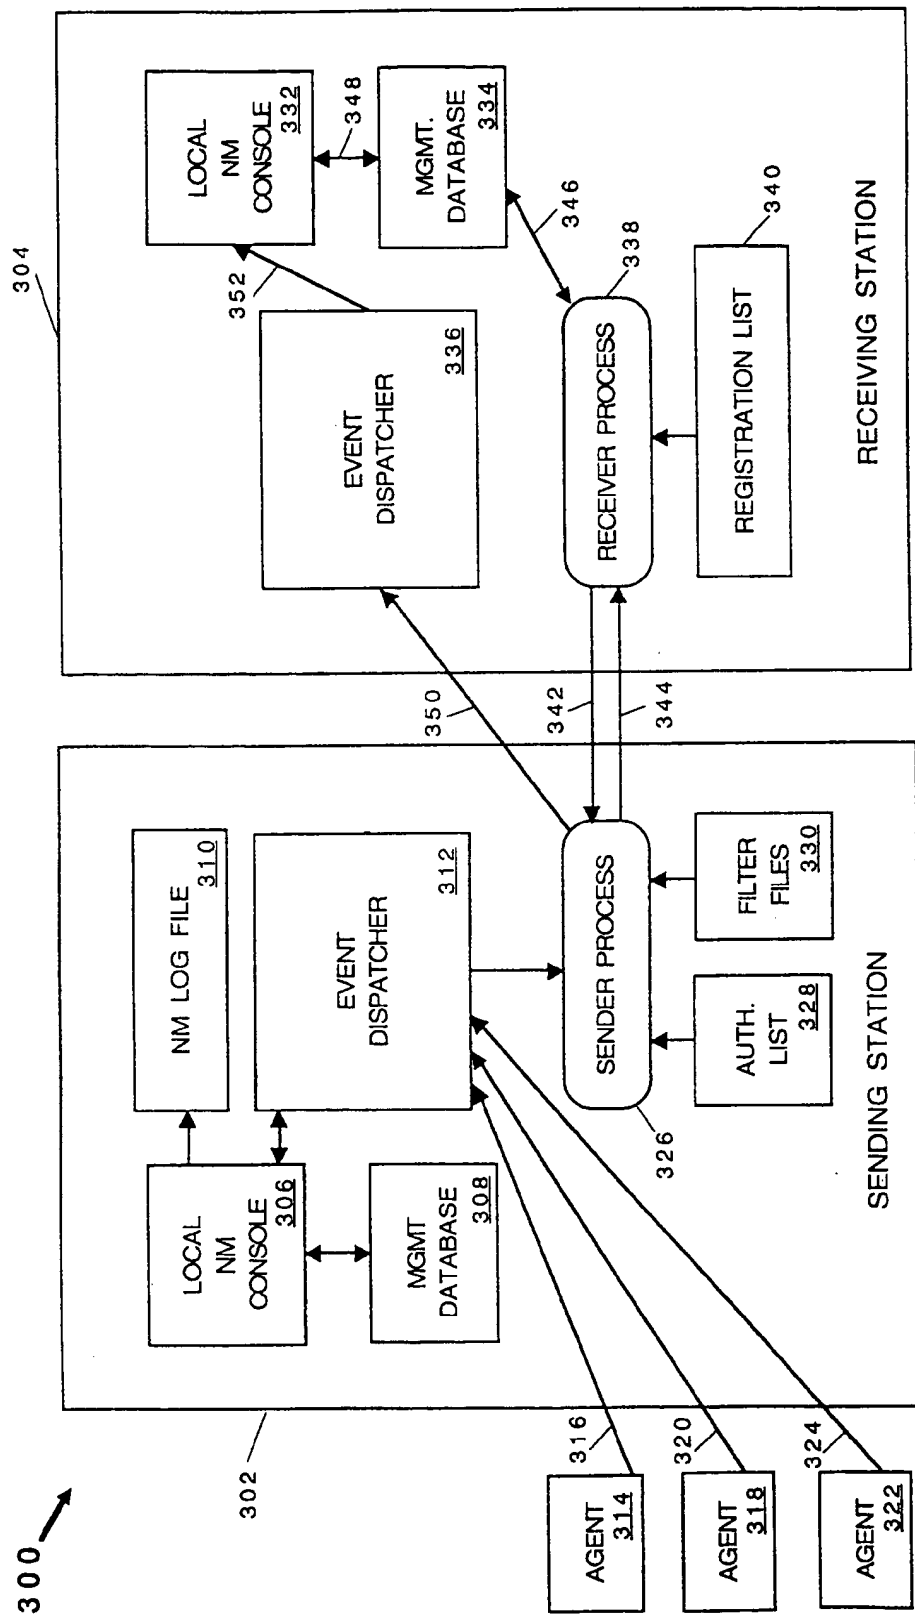 300
302
304
LOCAL
NM
CONSOLE
306
NM LOG FILE
310
MGMT
DATABASE
308
EVENT
DISPATCHER
312
AGENT
314
316
AGENT
318
320
AGENT
322
324
SENDER PROCESS
326
AUTH.
LIST
328
FILTER
FILES
330
SENDING STATION
350
342
344
LOCAL
NM
CONSOLE
332
348
MGMT.
DATABASE
334
352
EVENT
DISPATCHER
336
346
RECEIVER PROCESS
338
REGISTRATION LIST
340
RECEIVING STATION